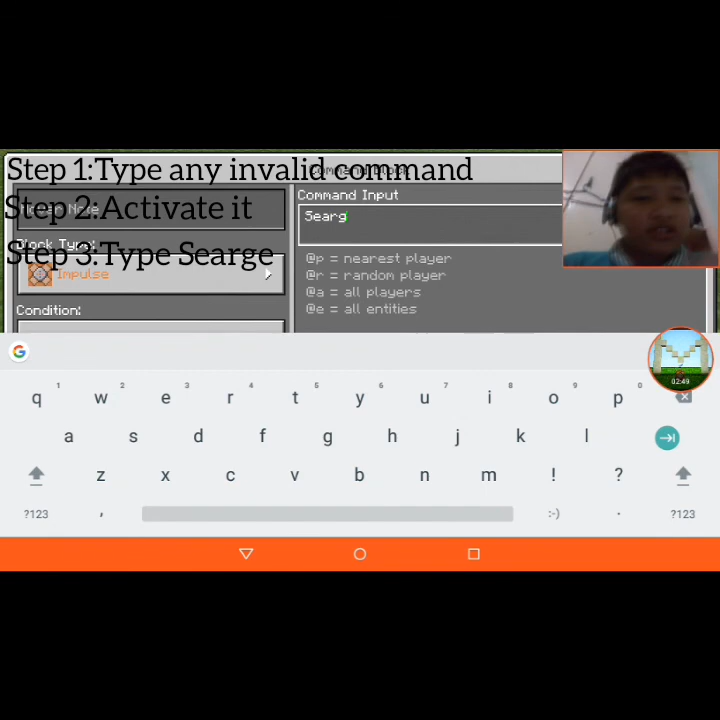 Step 1:Type any invalid command
Step 2:Activate it
Step 3:Type Searge
Block Type:
Impulse
Condition:
Command Input
Searg
@p = nearest player
@r = random player
@a = all players
@e = all entities
02:49
1 2 3 4 5 6 7 8 9 0
q w e r t y u i o p
a s d f g h j k l
z x c v b n m ! ?
?123 , :-) . ?123